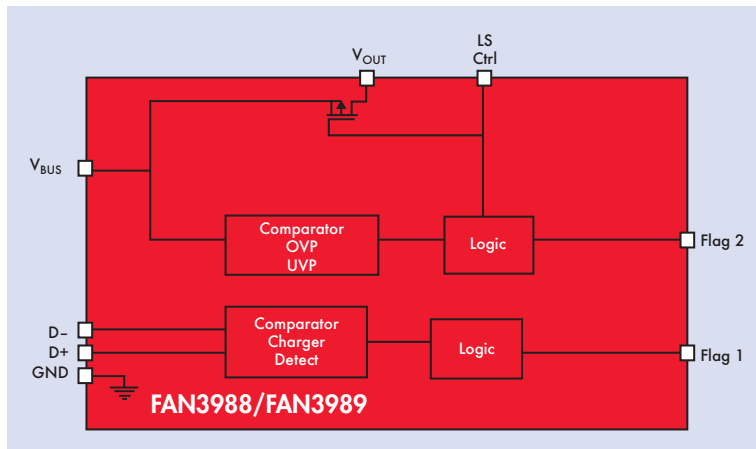 VOUT
LS
Ctrl
VBUS
Comparator
OVP
UVP
Logic
Flag 2
D–
D+
GND
Comparator
Charger
Detect
Logic
Flag 1
FAN3988/FAN3989